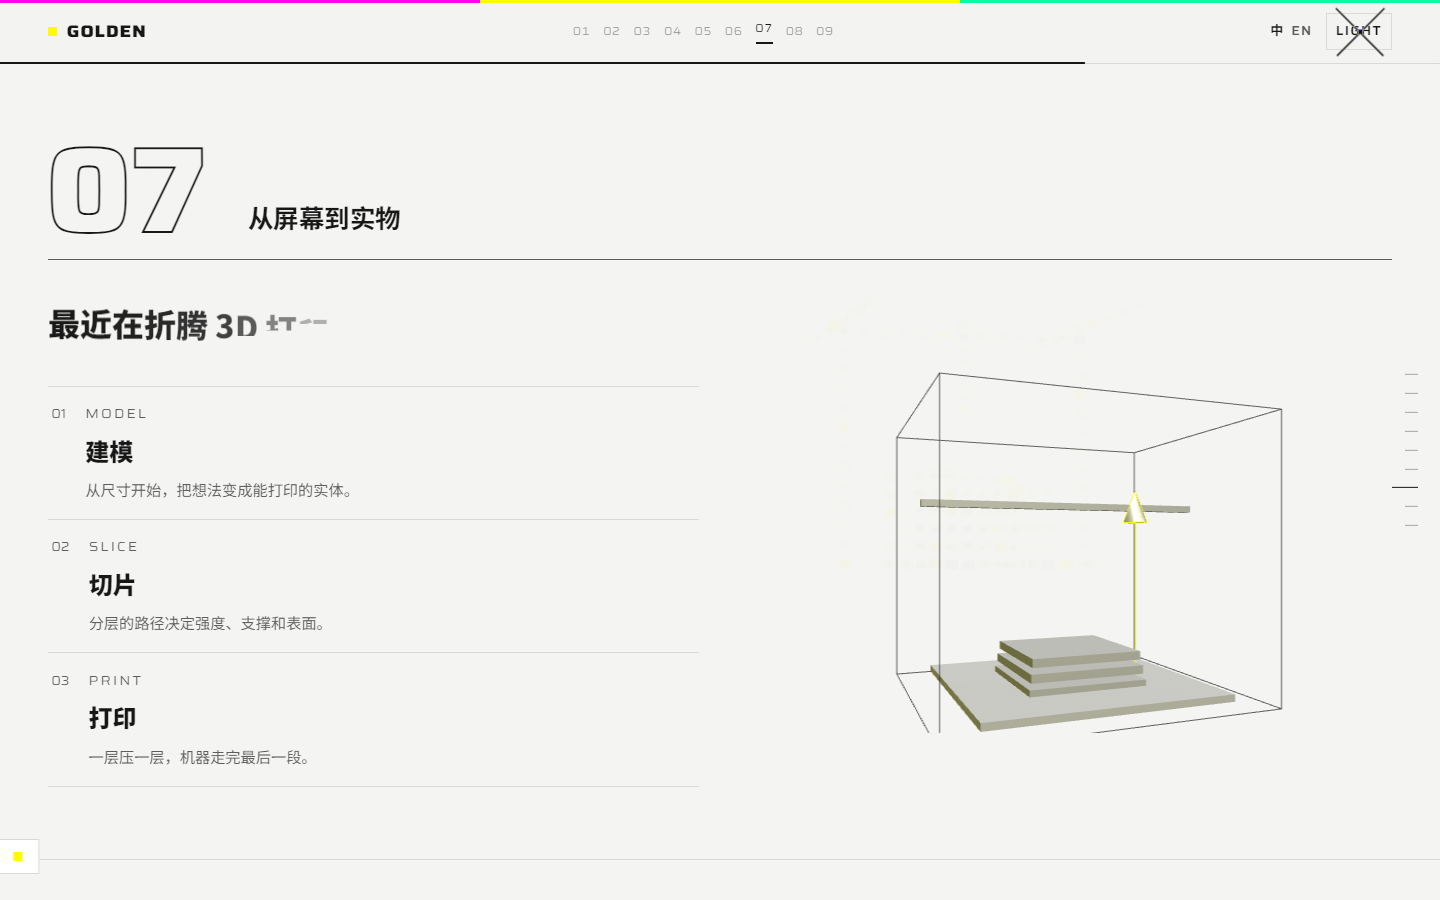 GOLDEN
01 02 03 04 05 06 07 08 09
中 EN
LIGHT
07
从屏幕到实物
最近在折腾 3D
01 MODEL
建模
从尺寸开始，把想法变成能打印的实体。
02 SLICE
切片
分层的路径决定强度、支撑和表面。
03 PRINT
打印
一层压一层，机器走完最后一段。